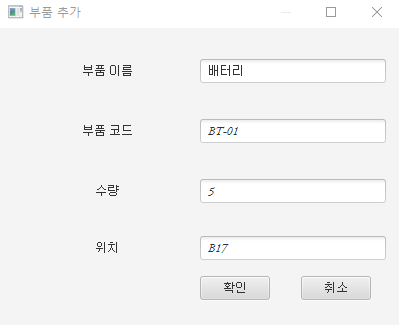 부품 추가
부품 이름 배터리
부품 코드 BT-01
수량 5
위치 B17
확인 취소